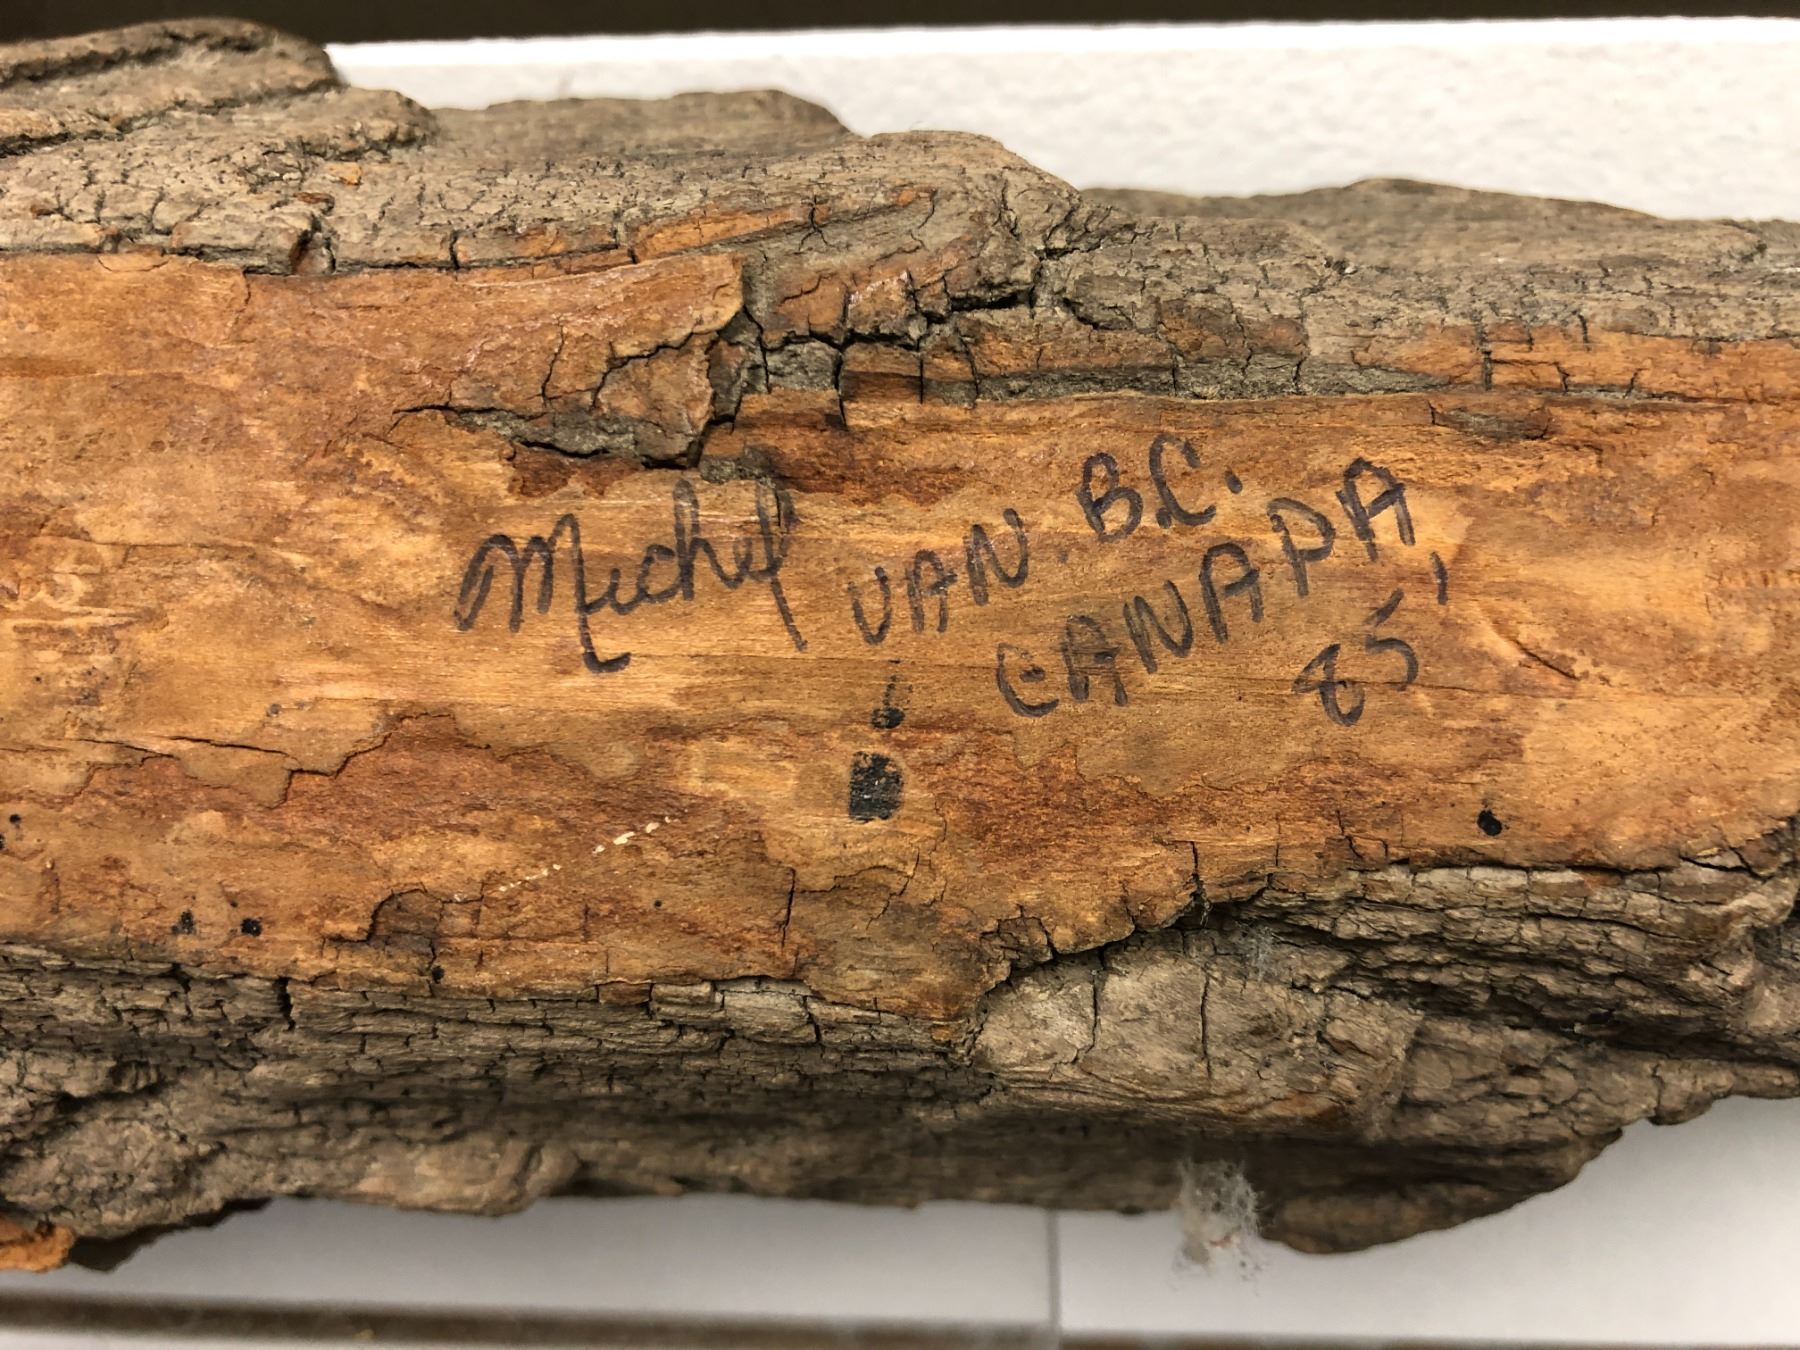 Michel VAN. B.C.
CANADA,
85